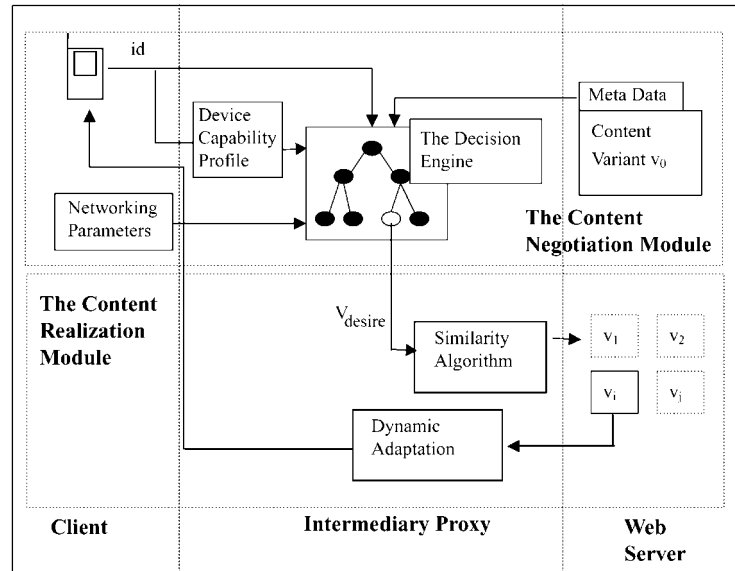 id
Device
Capability
Profile
The Decision
Engine
Meta Data
Content
Variant v₀
Networking
Parameters
The Content
Negotiation Module
The Content
Realization
Module
V desire
Similarity
Algorithm
v₁
v₂
vᵢ
vⱼ
Dynamic
Adaptation
Client
Intermediary Proxy
Web
Server